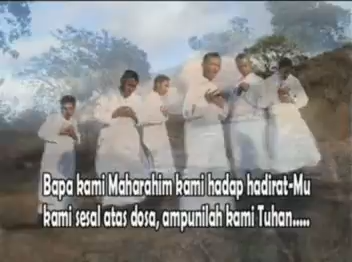 Bapa kami Maharahim kami hadap hadirat-Mu
kami sesal atas dosa, ampunilah kami Tuhan.....